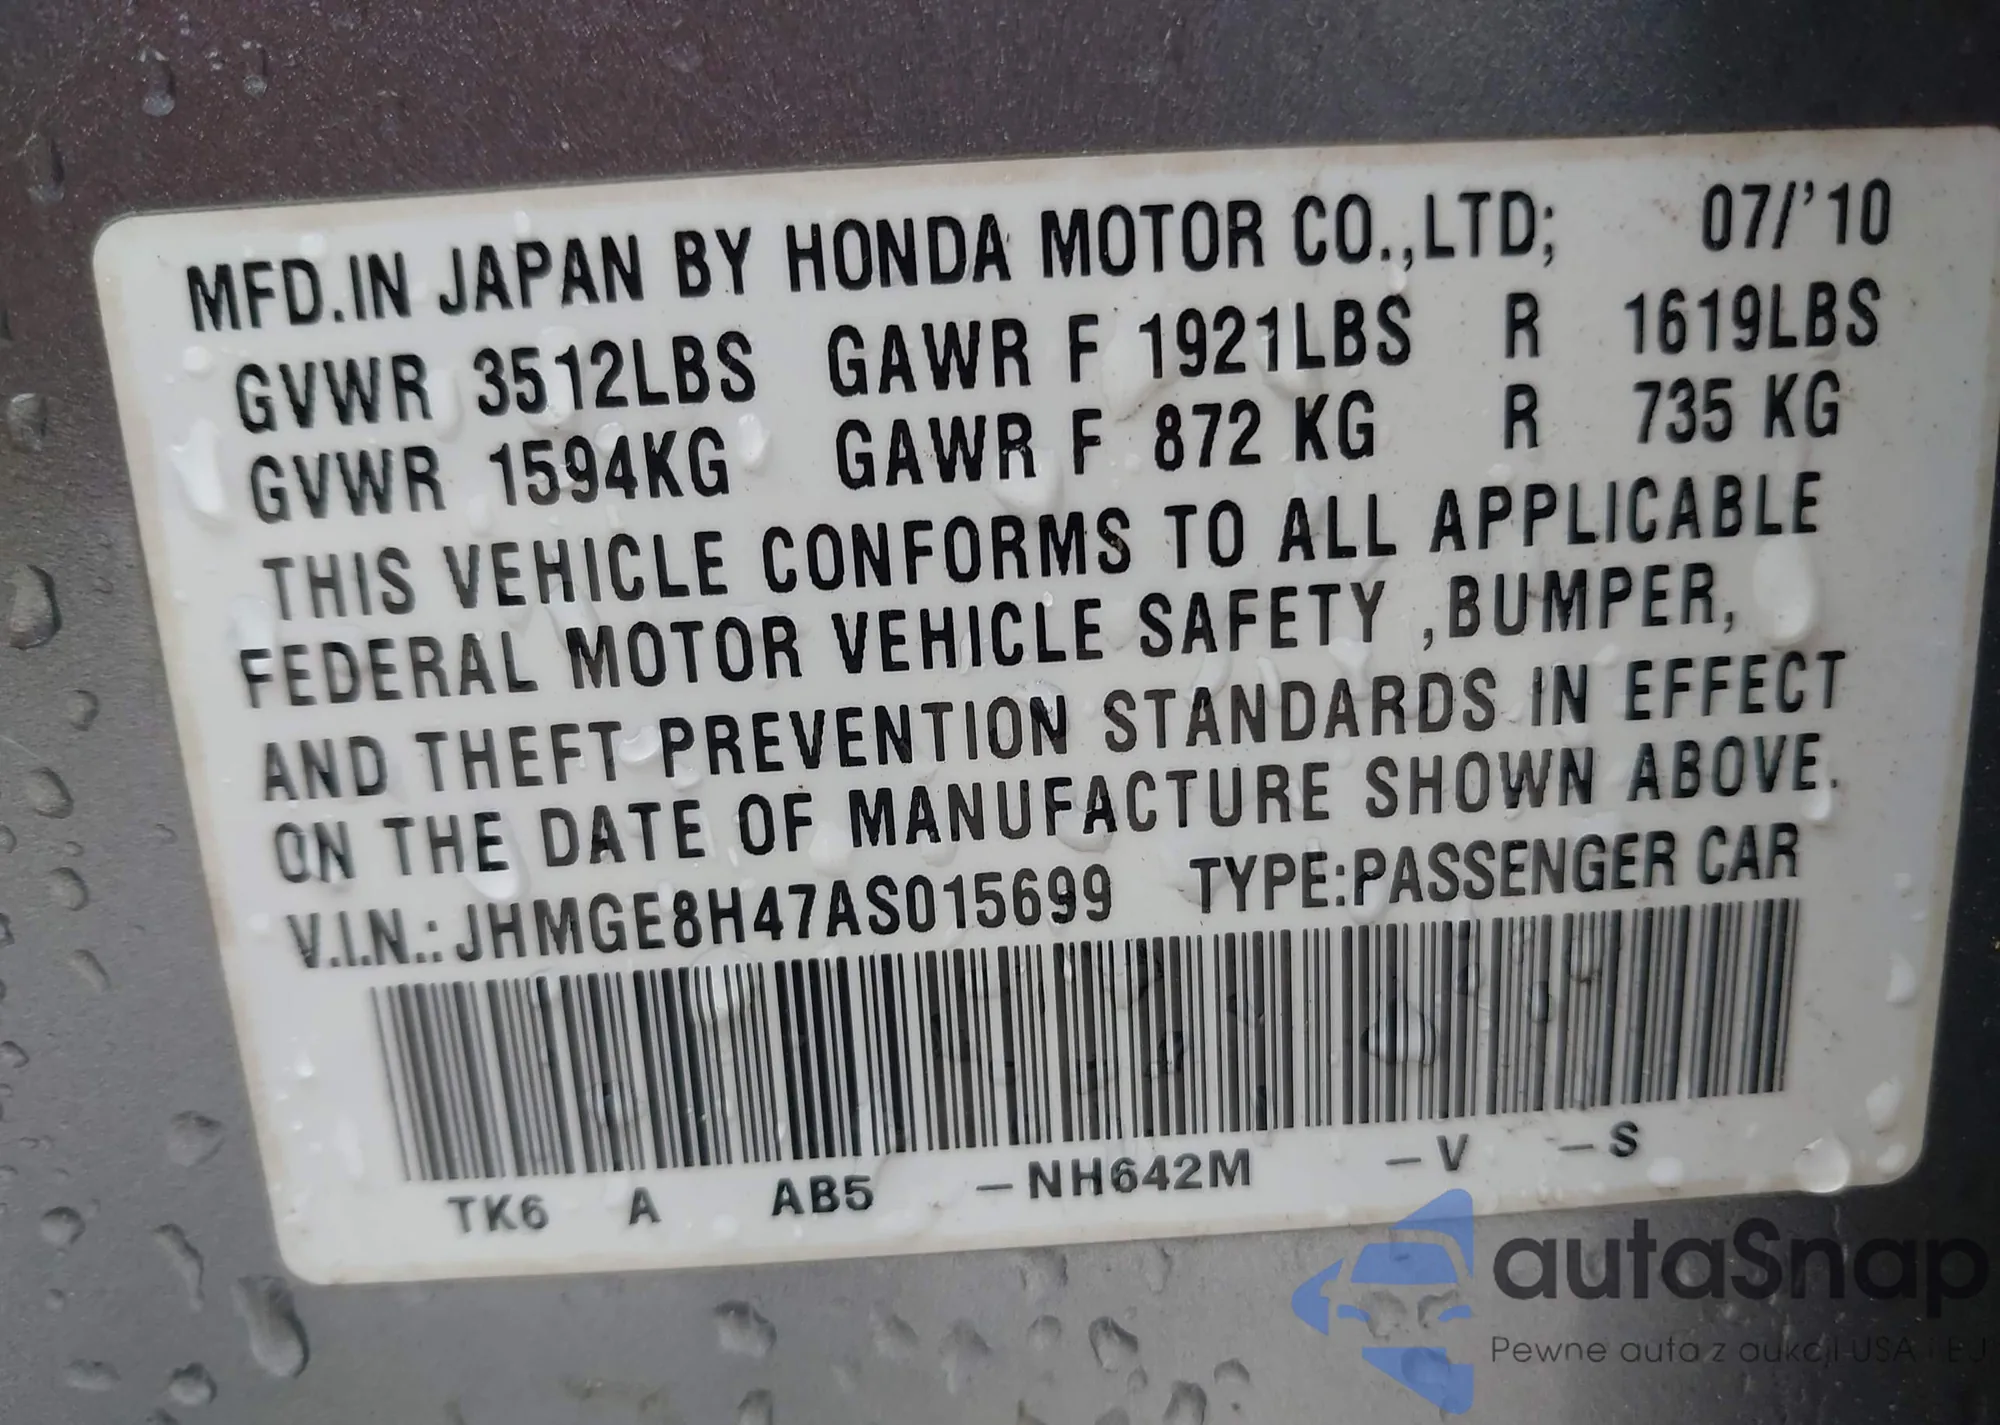 MFD.IN JAPAN BY HONDA MOTOR CO.,LTD; 07/'10
GVWR 3512LBS GAWR F 1921LBS R 1619LBS
GVWR 1594KG GAWR F 872 KG R 735 KG
THIS VEHICLE CONFORMS TO ALL APPLICABLE
FEDERAL MOTOR VEHICLE SAFETY ,BUMPER,
AND THEFT PREVENTION STANDARDS IN EFFECT
ON THE DATE OF MANUFACTURE SHOWN ABOVE.
V.I.N.: JHMGE8H47AS015699 TYPE:PASSENGER CAR
TK6 A AB5 –NH642M –V –S
autaSnap
Pewne auta z aukcji USA i EU